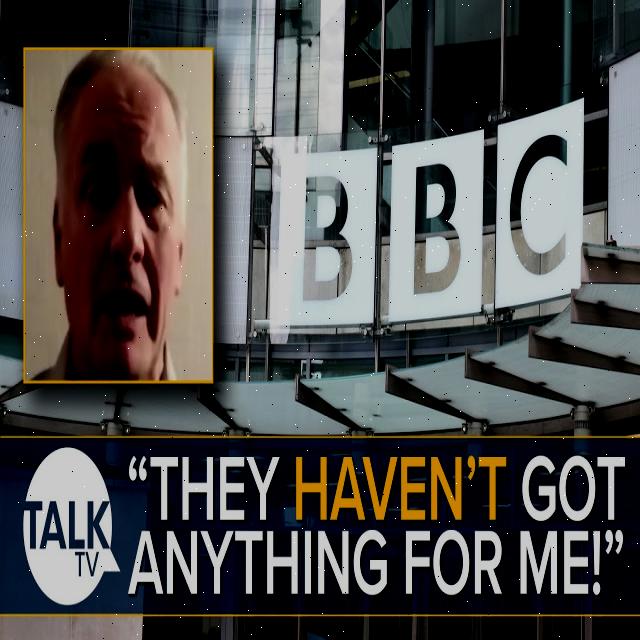 BBC
TALK
TV
“THEY HAVEN’T GOT
ANYTHING FOR ME!”